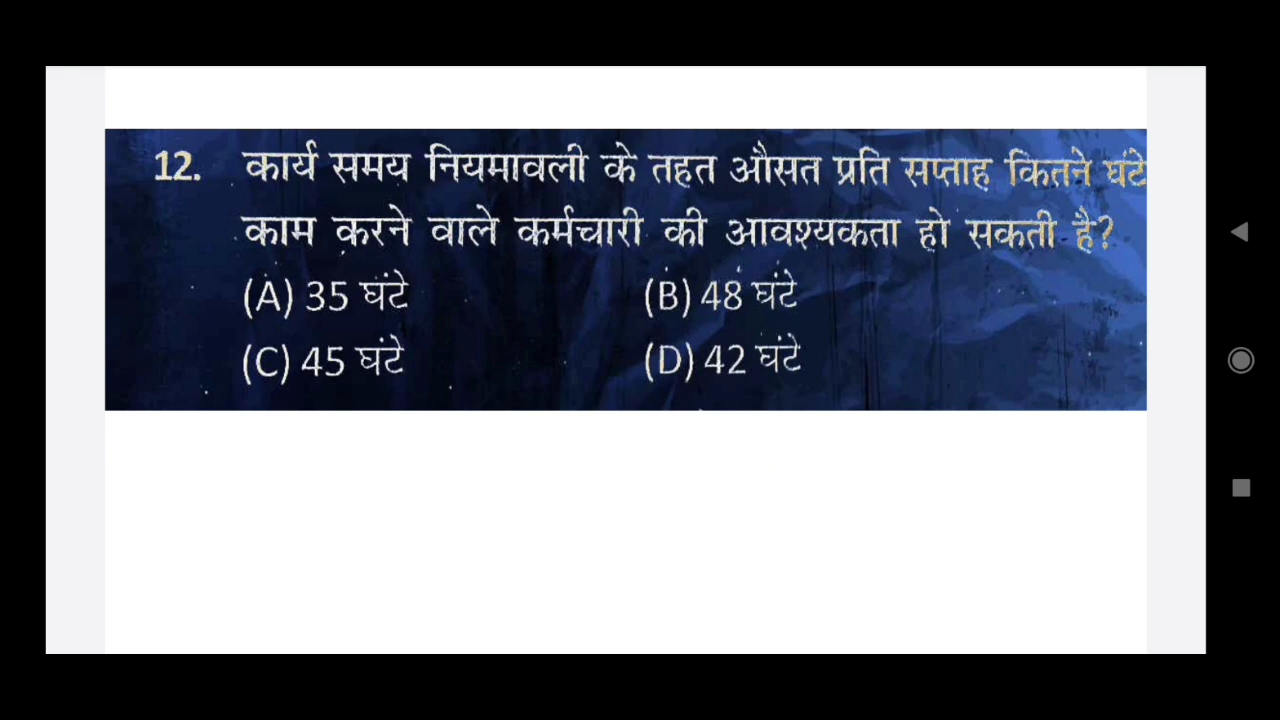 12. कार्य समय नियमावली के तहत औसत प्रति सप्ताह कितने घंटे
काम करने वाले कर्मचारी की आवश्यकता हो सकती है?
(A) 35 घंटे (B) 48 घंटे
(C) 45 घंटे (D) 42 घंटे